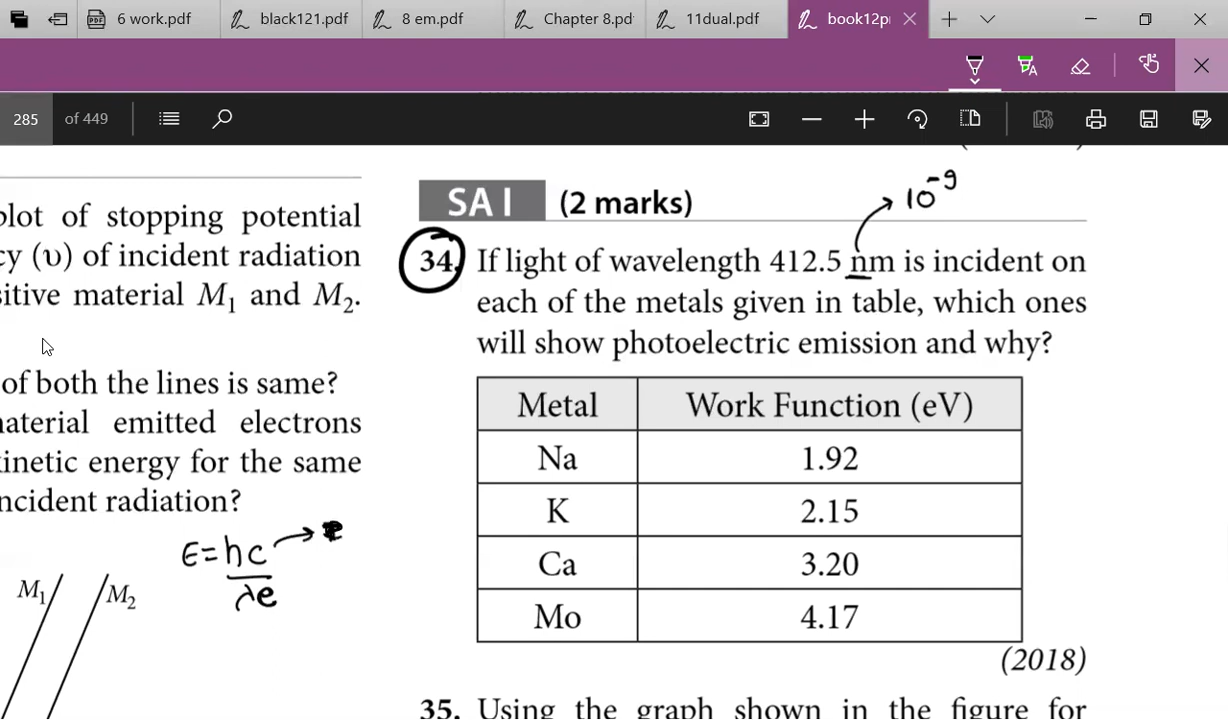 6 work.pdf
black121.pdf
8 em.pdf
Chapter 8.pd
11dual.pdf
book12p
285 of 449
plot of stopping potential
cy (υ) of incident radiation
sitive material M₁ and M₂.
of both the lines is same?
naterial emitted electrons
kinetic energy for the same
ncident radiation?
E=hc
λe
M₁
M₂
SA I (2 marks)
10⁻⁹
34. If light of wavelength 412.5 nm is incident on
each of the metals given in table, which ones
will show photoelectric emission and why?
Metal Work Function (eV)
Na 1.92
K 2.15
Ca 3.20
Mo 4.17
(2018)
35. Using the graph shown in the figure for